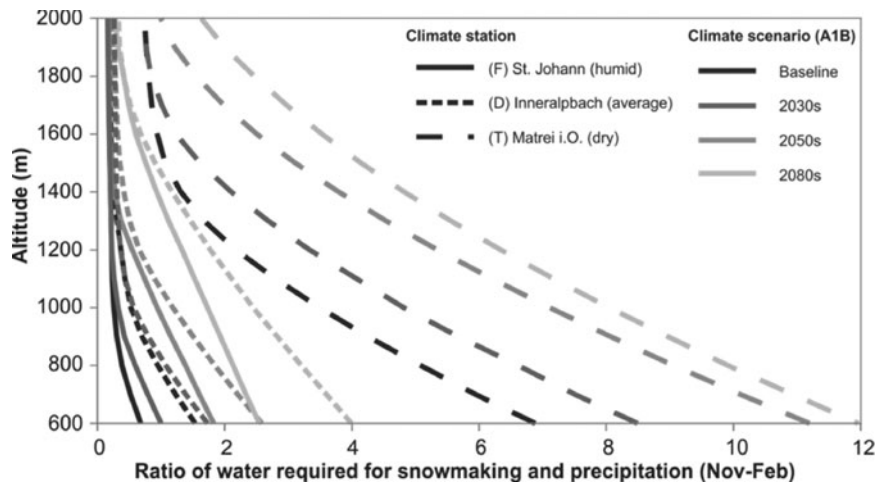 2000
1800
1600
1400
1200
1000
800
600
Altitude (m)
Climate station
(F) St. Johann (humid)
(D) Inneralpbach (average)
(T) Matrei i.O. (dry)
Climate scenario (A1B)
Baseline
2030s
2050s
2080s
0 2 4 6 8 10 12
Ratio of water required for snowmaking and precipitation (Nov-Feb)